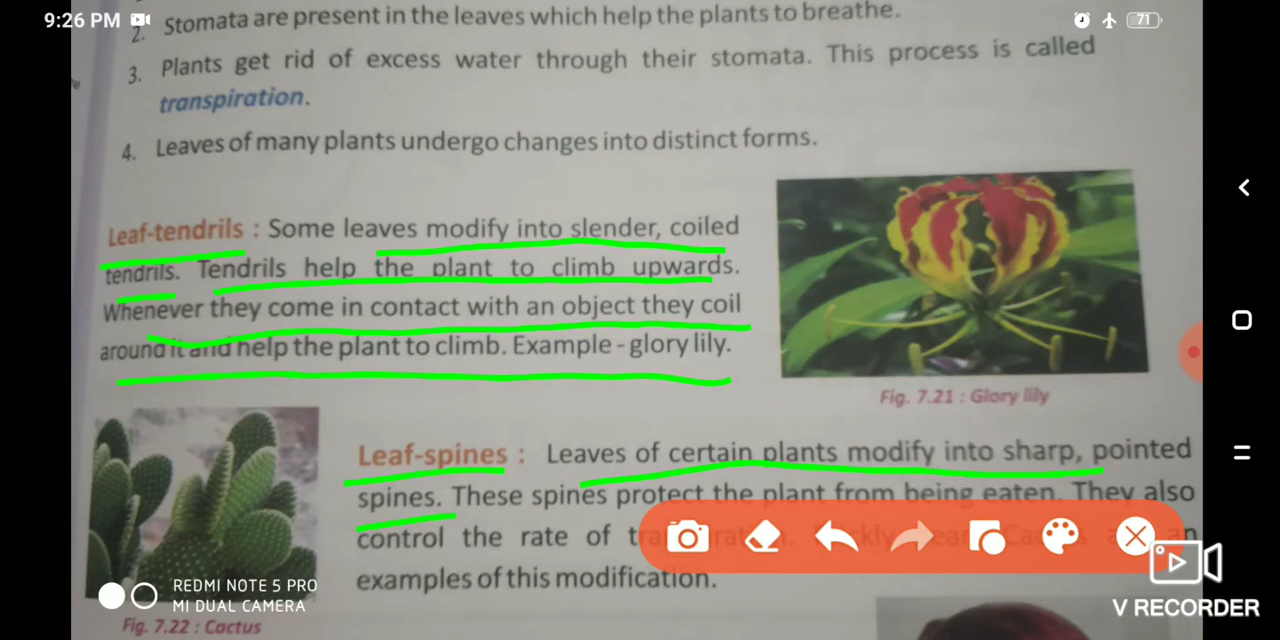 9:26 PM
71
2. Stomata are present in the leaves which help the plants to breathe.
3. Plants get rid of excess water through their stomata. This process is called
transpiration.
4. Leaves of many plants undergo changes into distinct forms.
Leaf-tendrils : Some leaves modify into slender, coiled
tendrils. Tendrils help the plant to climb upwards.
Whenever they come in contact with an object they coil
around it and help the plant to climb. Example - glory lily.
Fig. 7.21 : Glory lily
Leaf-spines : Leaves of certain plants modify into sharp, pointed
spines. These spines protect the plant from being eaten. They also
control the rate of
examples of this modification.
REDMI NOTE 5 PRO
MI DUAL CAMERA
Fig. 7.22 : Cactus
V RECORDER